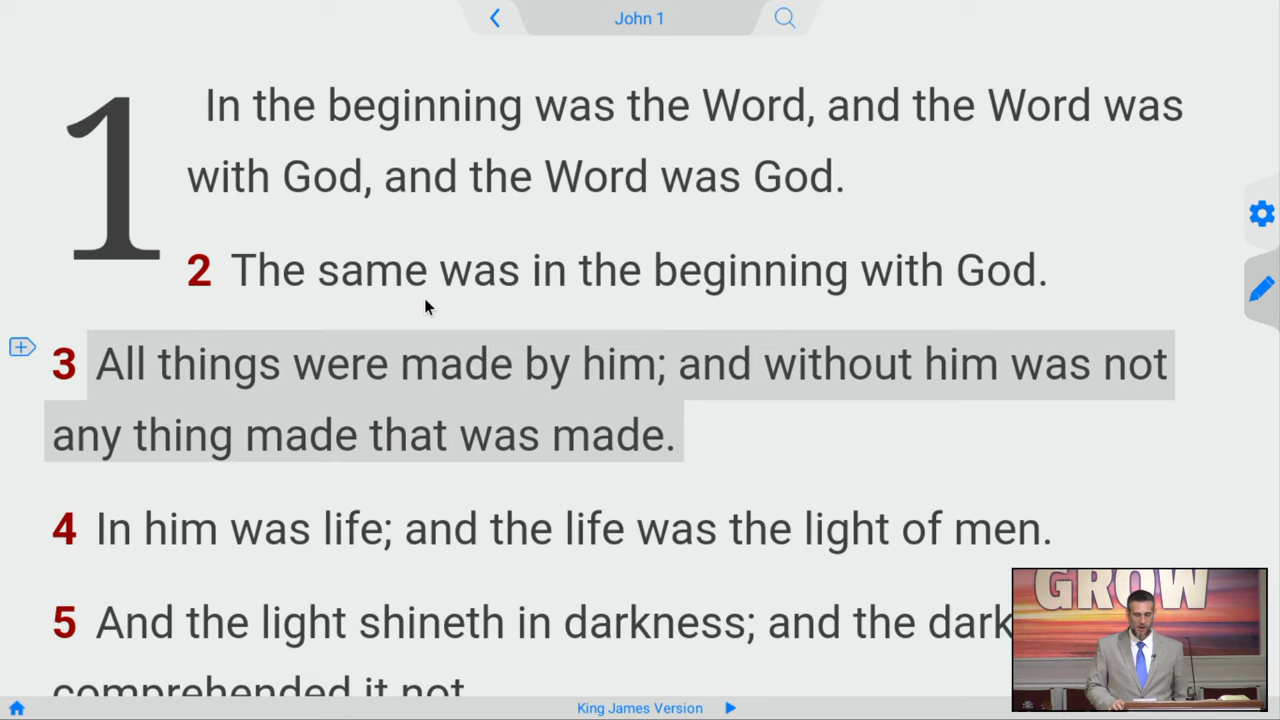 John 1
1 In the beginning was the Word, and the Word was
with God, and the Word was God.
2 The same was in the beginning with God.
3 All things were made by him; and without him was not
any thing made that was made.
4 In him was life; and the life was the light of men.
5 And the light shineth in darkness; and the dark
comprehended it not
GROW
King James Version